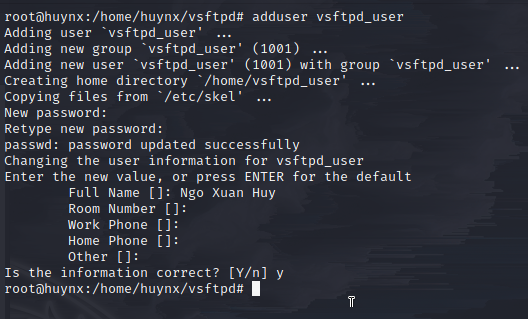 root@huynx:/home/huynx/vsftpd# adduser vsftpd_user
Adding user `vsftpd_user' ...
Adding new group `vsftpd_user' (1001) ...
Adding new user `vsftpd_user' (1001) with group `vsftpd_user' ...
Creating home directory `/home/vsftpd_user' ...
Copying files from `/etc/skel' ...
New password:
Retype new password:
passwd: password updated successfully
Changing the user information for vsftpd_user
Enter the new value, or press ENTER for the default
Full Name []: Ngo Xuan Huy
Room Number []:
Work Phone []:
Home Phone []:
Other []:
Is the information correct? [Y/n] y
root@huynx:/home/huynx/vsftpd#